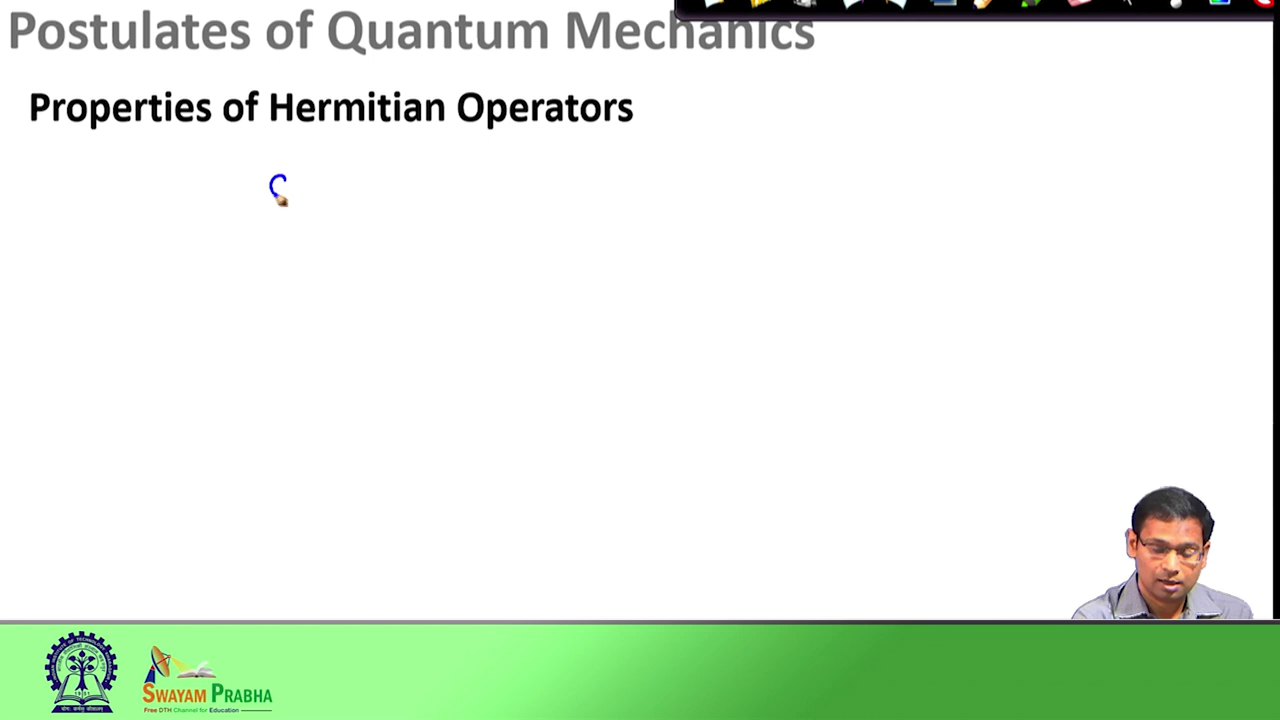 Postulates of Quantum Mechanics
Properties of Hermitian Operators
SWAYAM PRABHA
Free DTH Channel for Education